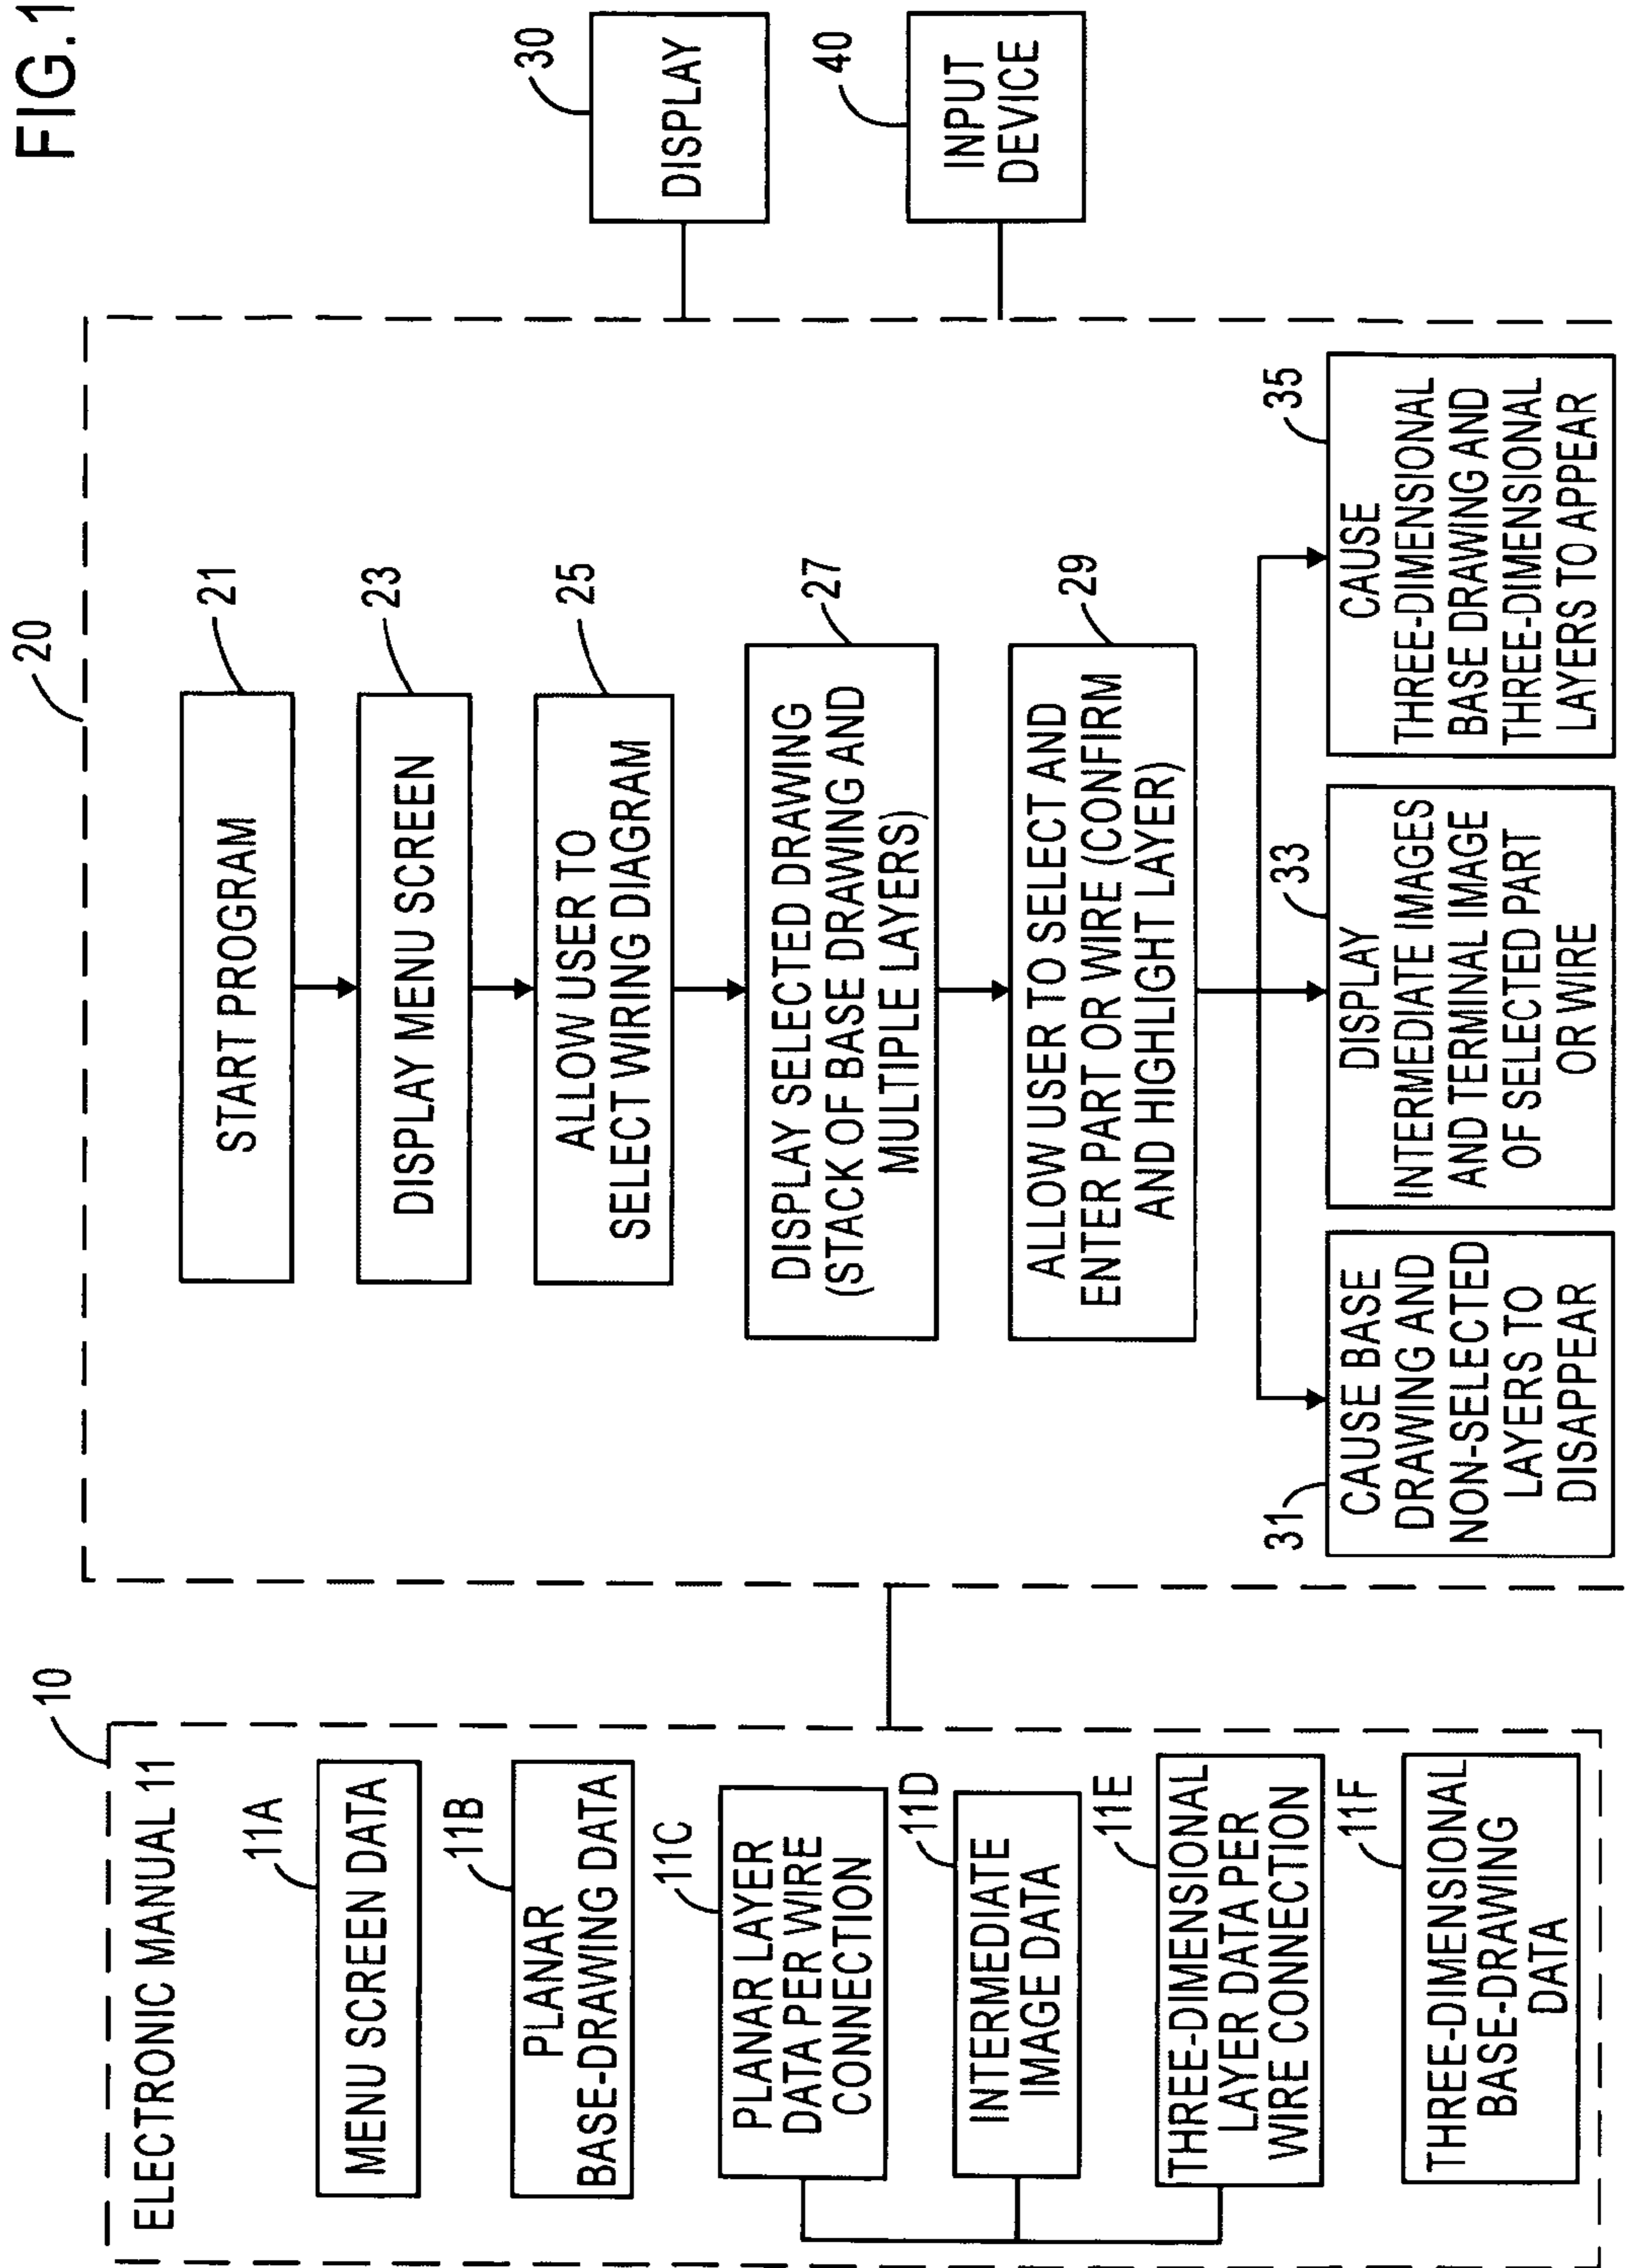 FIG.1
10
ELECTRONIC MANUAL 11
11A
MENU SCREEN DATA
11B
PLANAR
BASE-DRAWING DATA
11C
PLANAR LAYER
DATA PER WIRE
CONNECTION
11D
INTERMEDIATE
IMAGE DATA
11E
THREE-DIMENSIONAL
LAYER DATA PER
WIRE CONNECTION
11F
THREE-DIMENSIONAL
BASE-DRAWING
DATA
20
21
START PROGRAM
23
DISPLAY MENU SCREEN
25
ALLOW USER TO
SELECT WIRING DIAGRAM
27
DISPLAY SELECTED DRAWING
(STACK OF BASE DRAWING AND
MULTIPLE LAYERS)
29
ALLOW USER TO SELECT AND
ENTER PART OR WIRE (CONFIRM
AND HIGHLIGHT LAYER)
31
CAUSE BASE
DRAWING AND
NON-SELECTED
LAYERS TO
DISAPPEAR
33
DISPLAY
INTERMEDIATE IMAGES
AND TERMINAL IMAGE
OF SELECTED PART
OR WIRE
35
CAUSE
THREE-DIMENSIONAL
BASE DRAWING AND
THREE-DIMENSIONAL
LAYERS TO APPEAR
30
DISPLAY
40
INPUT
DEVICE